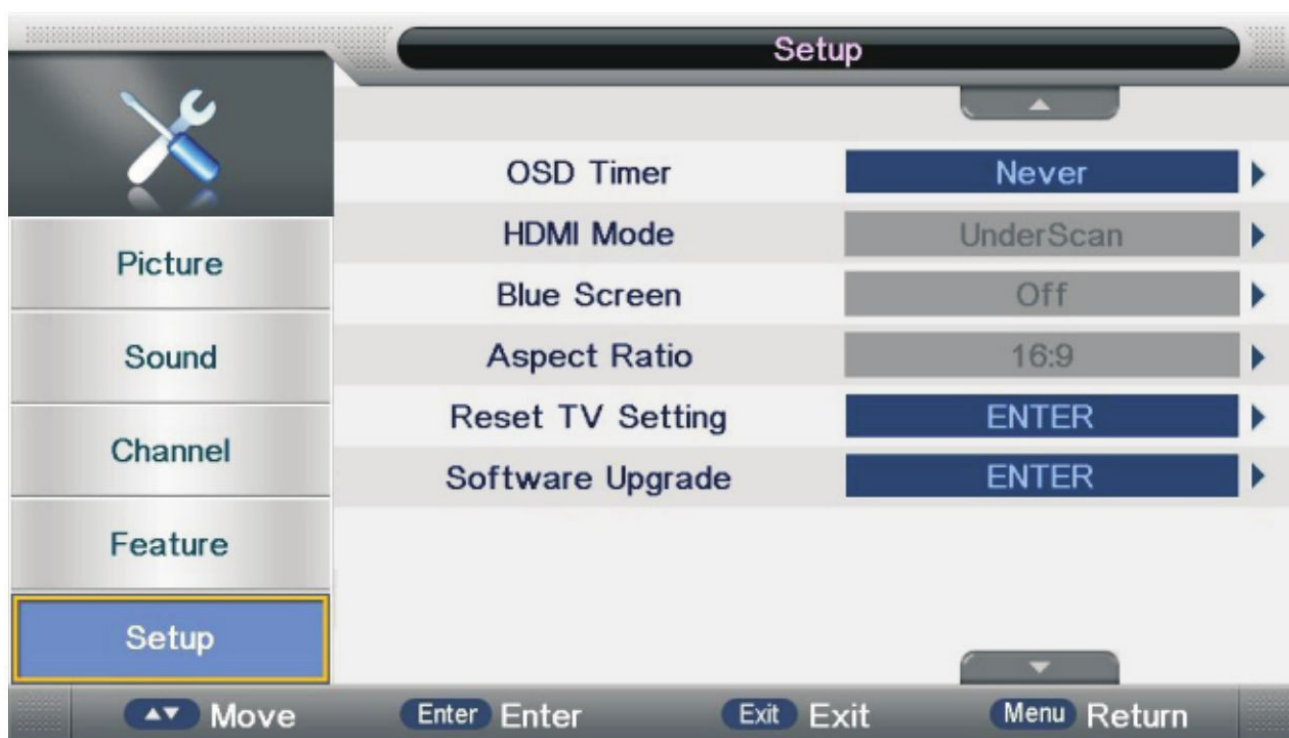 Setup
OSD Timer Never
HDMI Mode UnderScan
Blue Screen Off
Aspect Ratio 16:9
Reset TV Setting ENTER
Software Upgrade ENTER
Picture
Sound
Channel
Feature
Setup
Move Enter Enter Exit Exit Menu Return